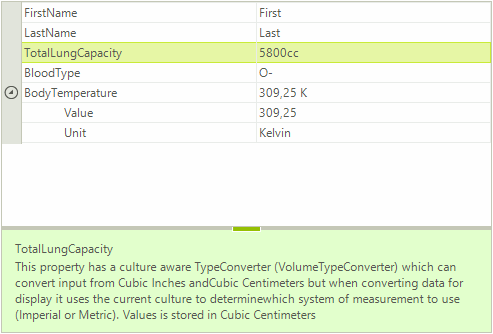 FirstName First
LastName Last
TotalLungCapacity 5800cc
BloodType O-
BodyTemperature 309,25 K
Value 309,25
Unit Kelvin
TotalLungCapacity
This property has a culture aware TypeConverter (VolumeTypeConverter) which can
convert input from Cubic Inches andCubic Centimeters but when converting data for
display it uses the current culture to determinewhich system of measurement to use
(Imperial or Metric). Values is stored in Cubic Centimeters